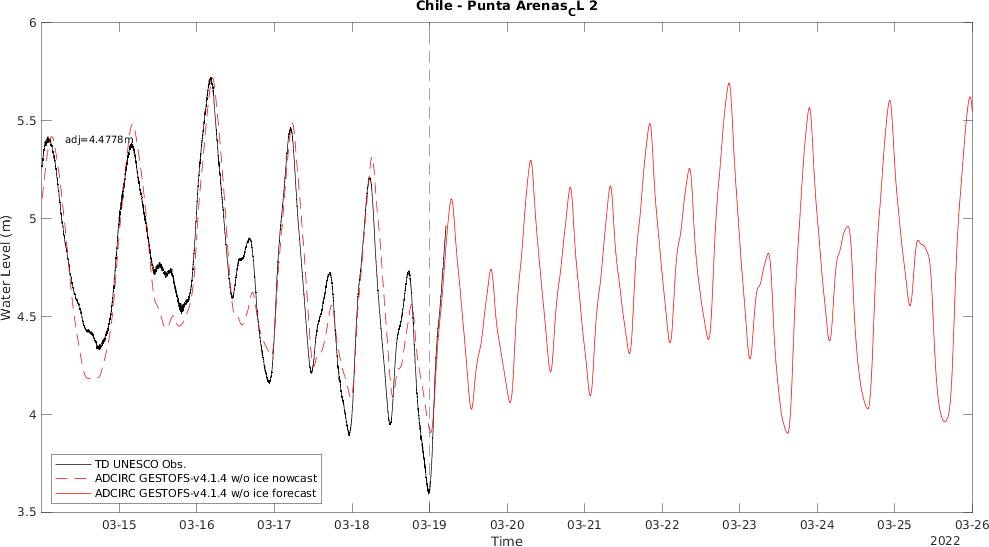 Chile - Punta Arenas_CL 2
6
5.5
5
4.5
4
3.5
Water Level (m)
adj=4.4778m
TD UNESCO Obs.
ADCIRC GESTOFS-v4.1.4 w/o ice nowcast
ADCIRC GESTOFS-v4.1.4 w/o ice forecast
03-15 03-16 03-17 03-18 03-19 03-20 03-21 03-22 03-23 03-24 03-25 03-26
Time
2022